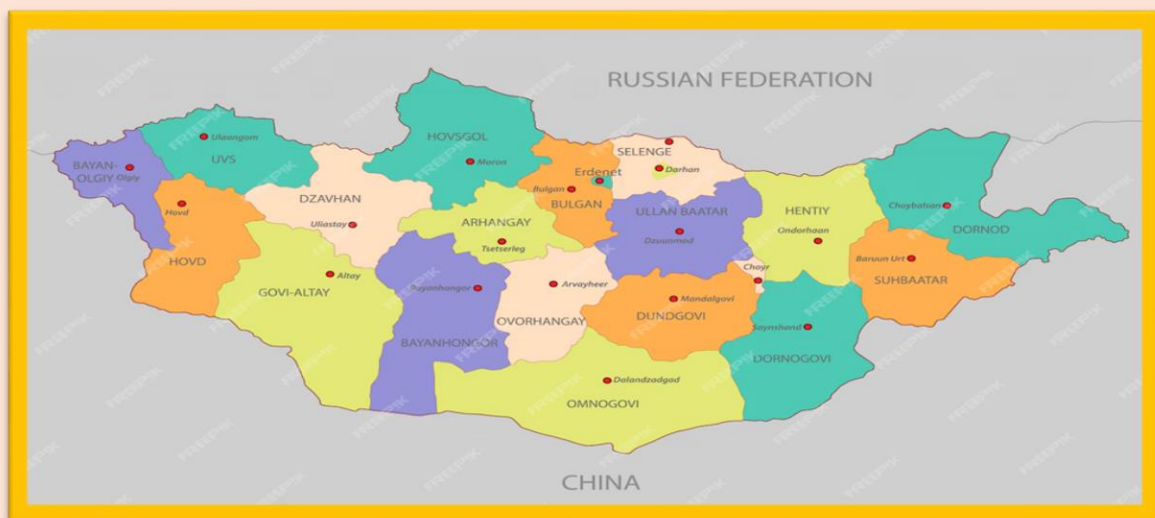 RUSSIAN FEDERATION
HOVSGOL
Moron
Ulaangom
UVS
BAYAN-
OLGIY
Olgiy
Hovd
HOVD
DZAVHAN
Uliastay
ARHANGAY
Tsetserleg
Bulgan
BULGAN
Erdenet
SELENGE
Darhan
ULLAN BAATAR
Dzuunmod
HENTIY
Ondorhaan
Choybalsan
DORNOD
Baruun Urt
SUHBAATAR
Choyr
Altay
GOVI-ALTAY
Buyanhongor
BAYANHONGOR
Arvayheer
OVORHANGAY
Mandalgovi
DUNDGOVI
Saynshand
DORNOGOVI
Dalandzadgad
OMNOGOVI
CHINA
FREEPIK